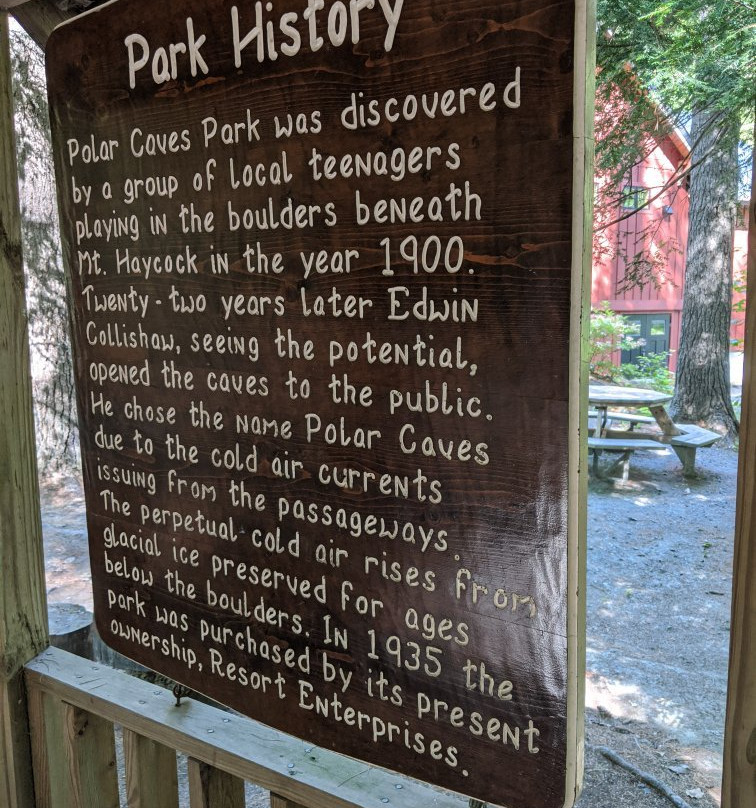 Park History
Polar Caves Park was discovered
by a group of local teenagers
playing in the boulders beneath
Mt. Haycock in the year 1900.
Twenty-two years later Edwin
Collishaw, seeing the potential,
opened the caves to the public.
He chose the name Polar Caves
due to the cold air currents
issuing from the passageways.
The perpetual cold air rises from
glacial ice preserved for ages
below the boulders. In 1935 the
park was purchased by its present
ownership, Resort Enterprises.